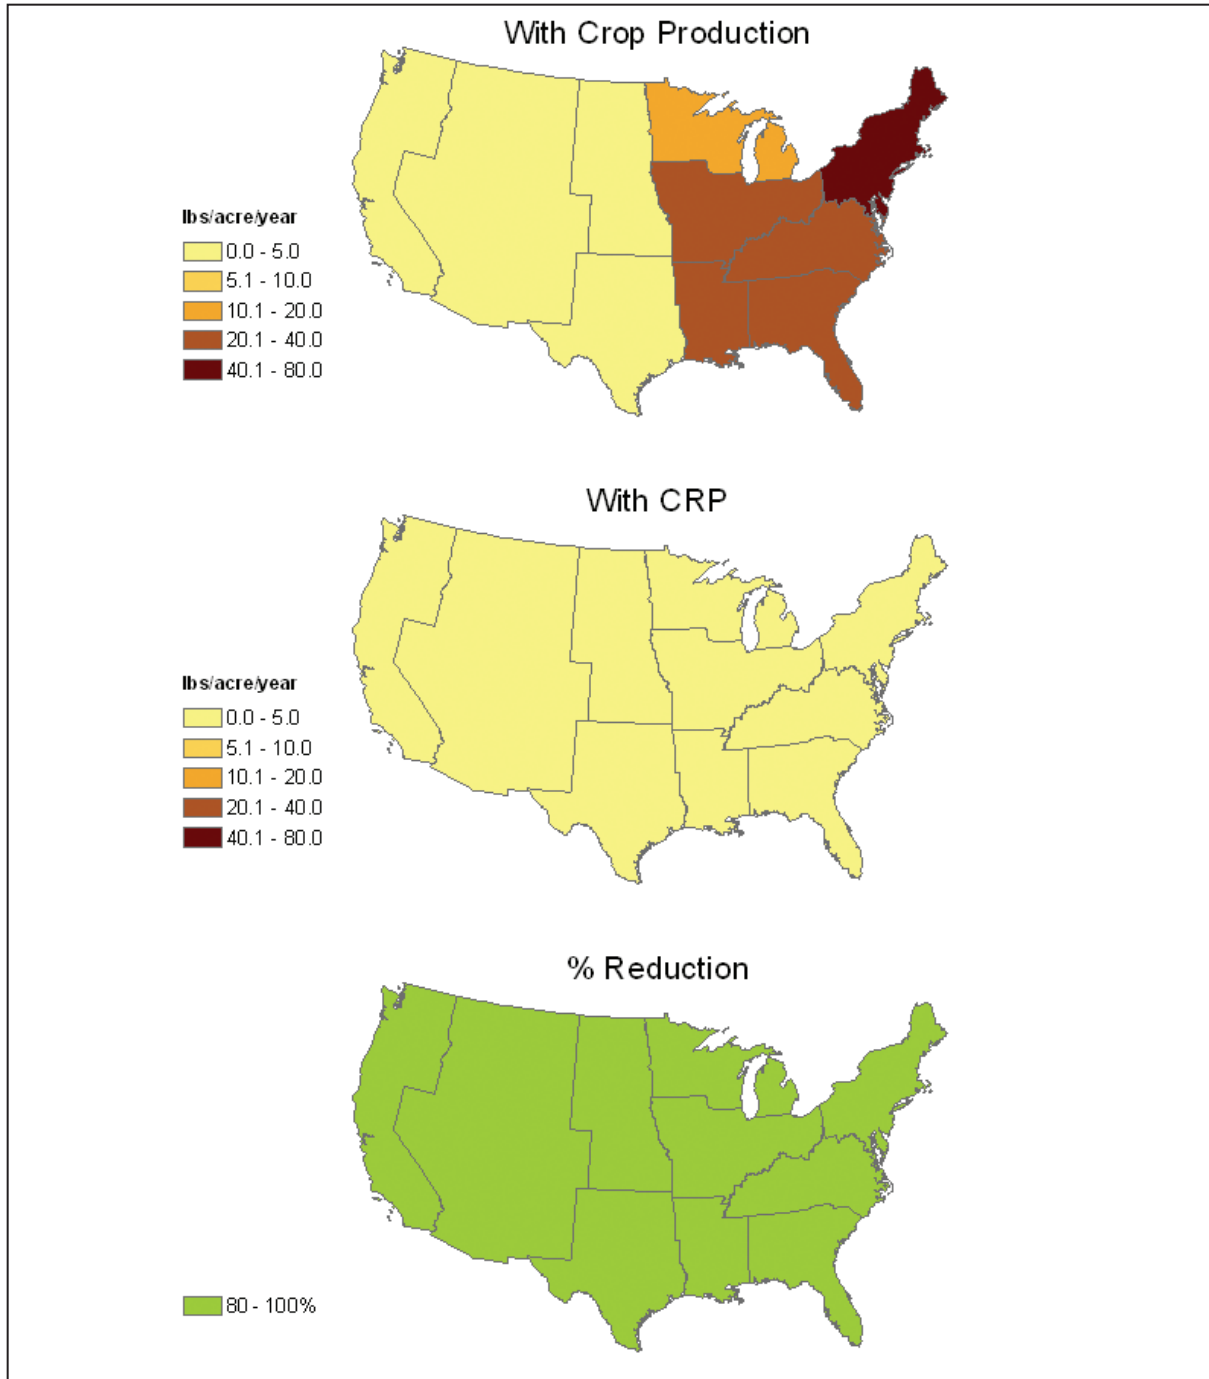 With Crop Production
lbs/acre/year
0.0 - 5.0
5.1 - 10.0
10.1 - 20.0
20.1 - 40.0
40.1 - 80.0
With CRP
lbs/acre/year
0.0 - 5.0
5.1 - 10.0
10.1 - 20.0
20.1 - 40.0
40.1 - 80.0
% Reduction
80 - 100%